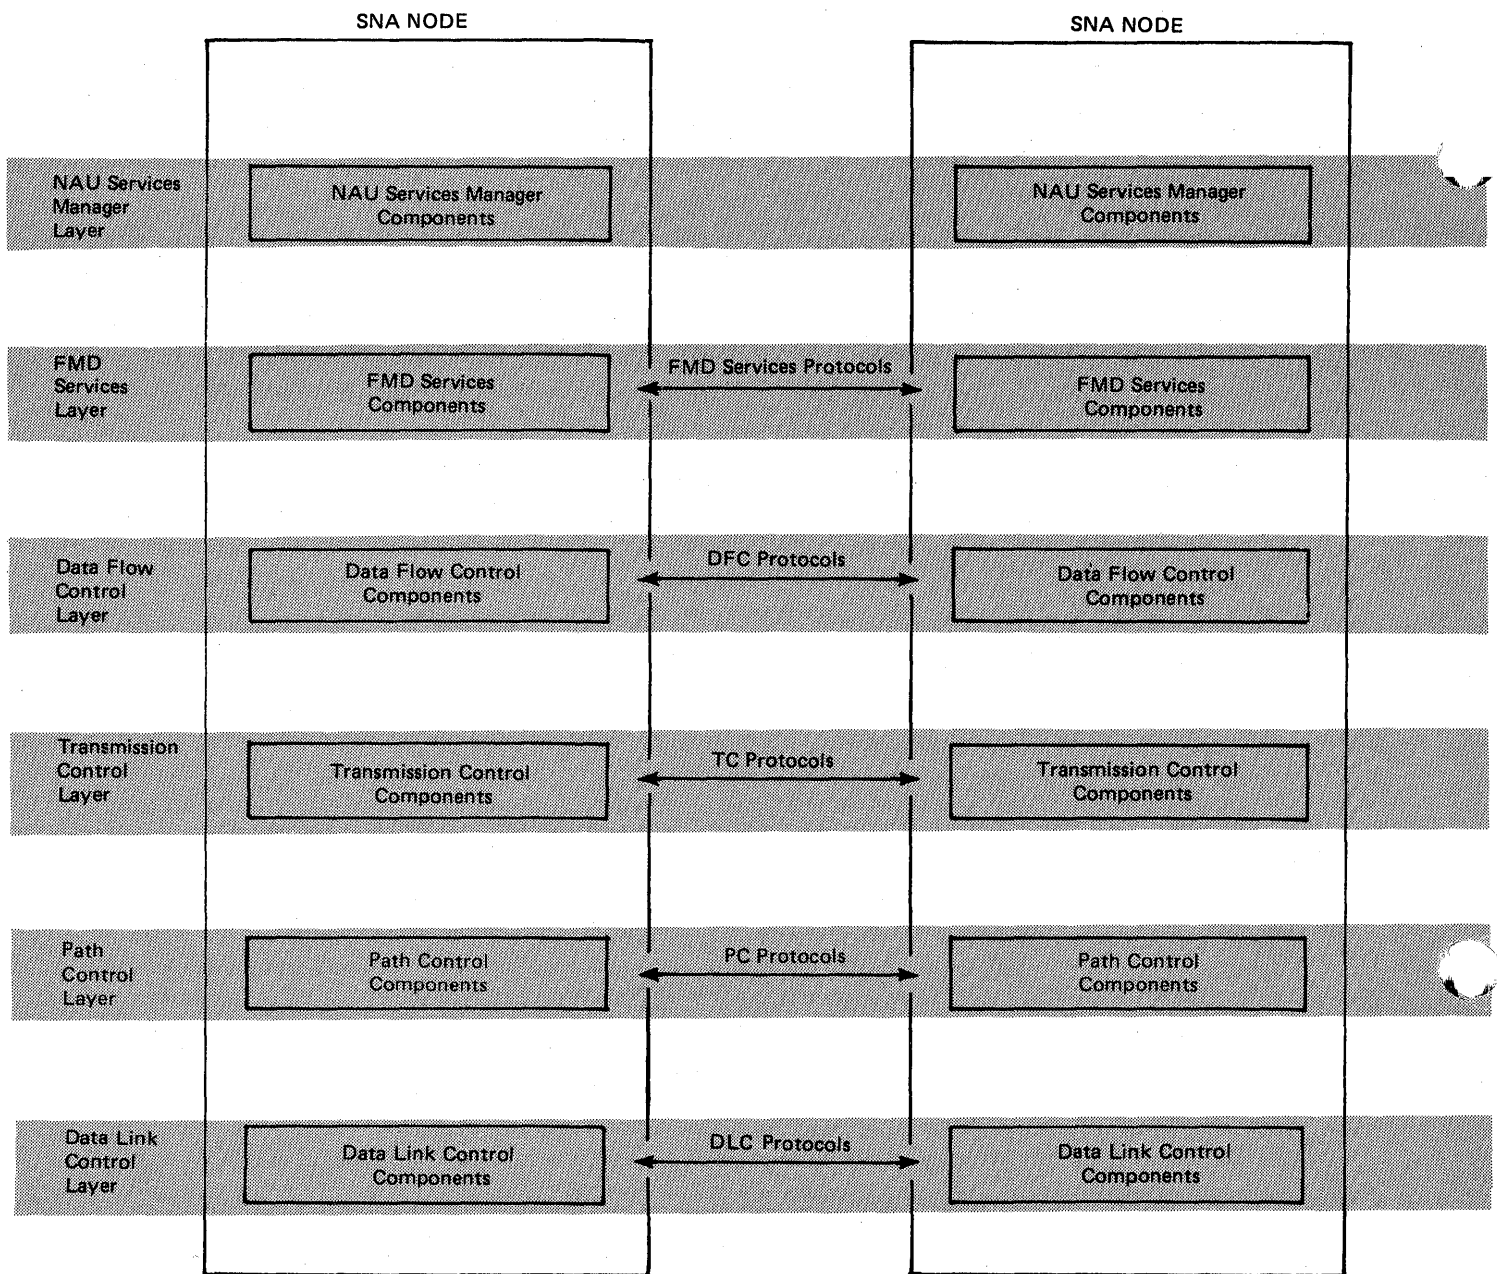 SNA NODE
SNA NODE
NAU Services
Manager
Layer
NAU Services Manager
Components
NAU Services Manager
Components
FMD
Services
Layer
FMD Services
Components
FMD Services Protocols
FMD Services
Components
Data Flow
Control
Layer
Data Flow Control
Components
DFC Protocols
Data Flow Control
Components
Transmission
Control
Layer
Transmission Control
Components
TC Protocols
Transmission Control
Components
Path
Control
Layer
Path Control
Components
PC Protocols
Path Control
Components
Data Link
Control
Layer
Data Link Control
Components
DLC Protocols
Data Link Control
Components